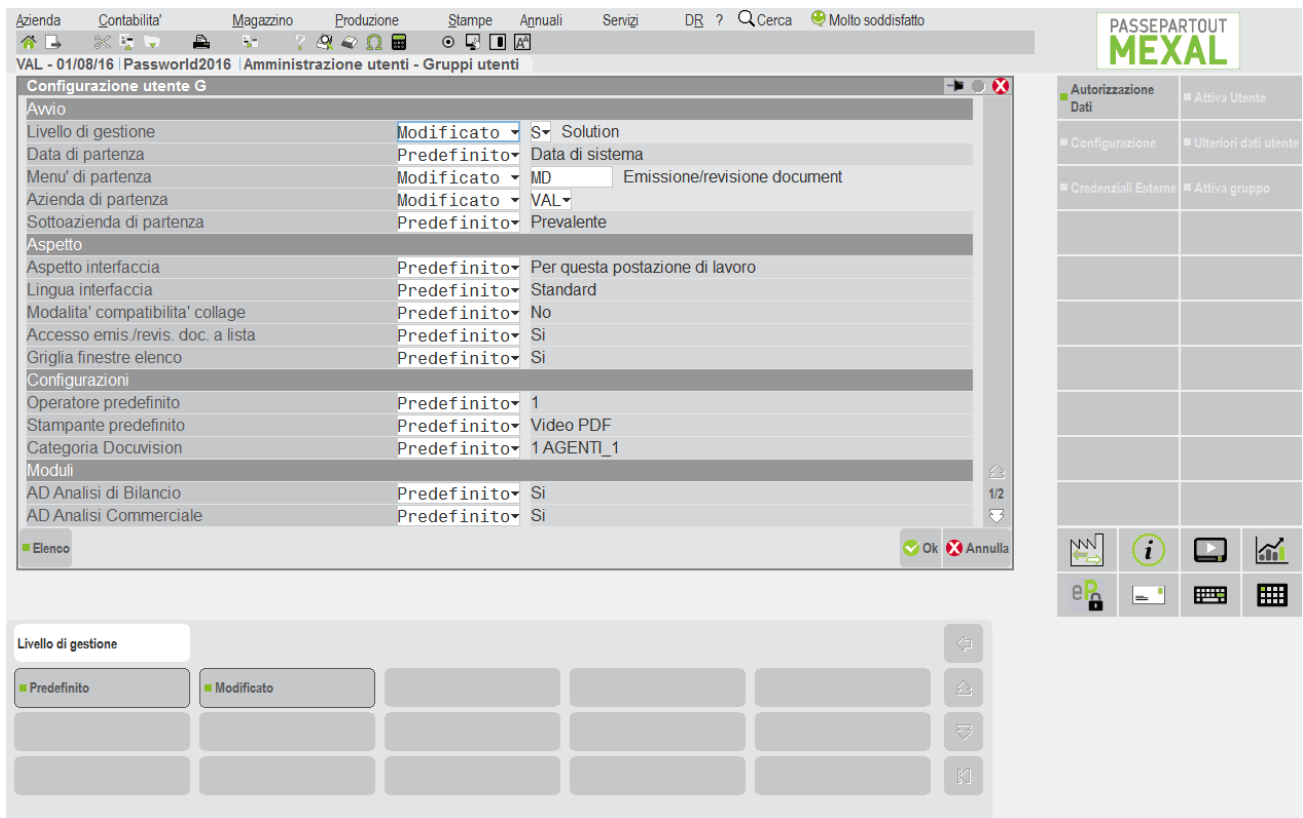 Azienda Contabilita' Magazzino Produzione Stampe Annuali Servizi DR ? Cerca Molto soddisfatto
PASSEPARTOUT
MEXAL
VAL - 01/08/16 | Passworld2016 | Amministrazione utenti - Gruppi utenti
Configurazione utente G
Avvio
Livello di gestione Modificato S Solution
Data di partenza Predefinito Data di sistema
Menu' di partenza Modificato MD Emissione/revisione document
Azienda di partenza Modificato VAL
Sottoazienda di partenza Predefinito Prevalente
Aspetto
Aspetto interfaccia Predefinito Per questa postazione di lavoro
Lingua interfaccia Predefinito Standard
Modalita' compatibilita' collage Predefinito No
Accesso emis./revis. doc. a lista Predefinito Si
Griglia finestre elenco Predefinito Si
Configurazioni
Operatore predefinito Predefinito 1
Stampante predefinito Predefinito Video PDF
Categoria Docuvision Predefinito 1 AGENTI_1
Moduli
AD Analisi di Bilancio Predefinito Si
1/2
AD Analisi Commerciale Predefinito Si
Elenco Ok Annulla
Autorizzazione Dati
Attiva Utente
Configurazione
Ulteriori dati utente
Credenziali Esterne
Attiva gruppo
Livello di gestione
Predefinito Modificato